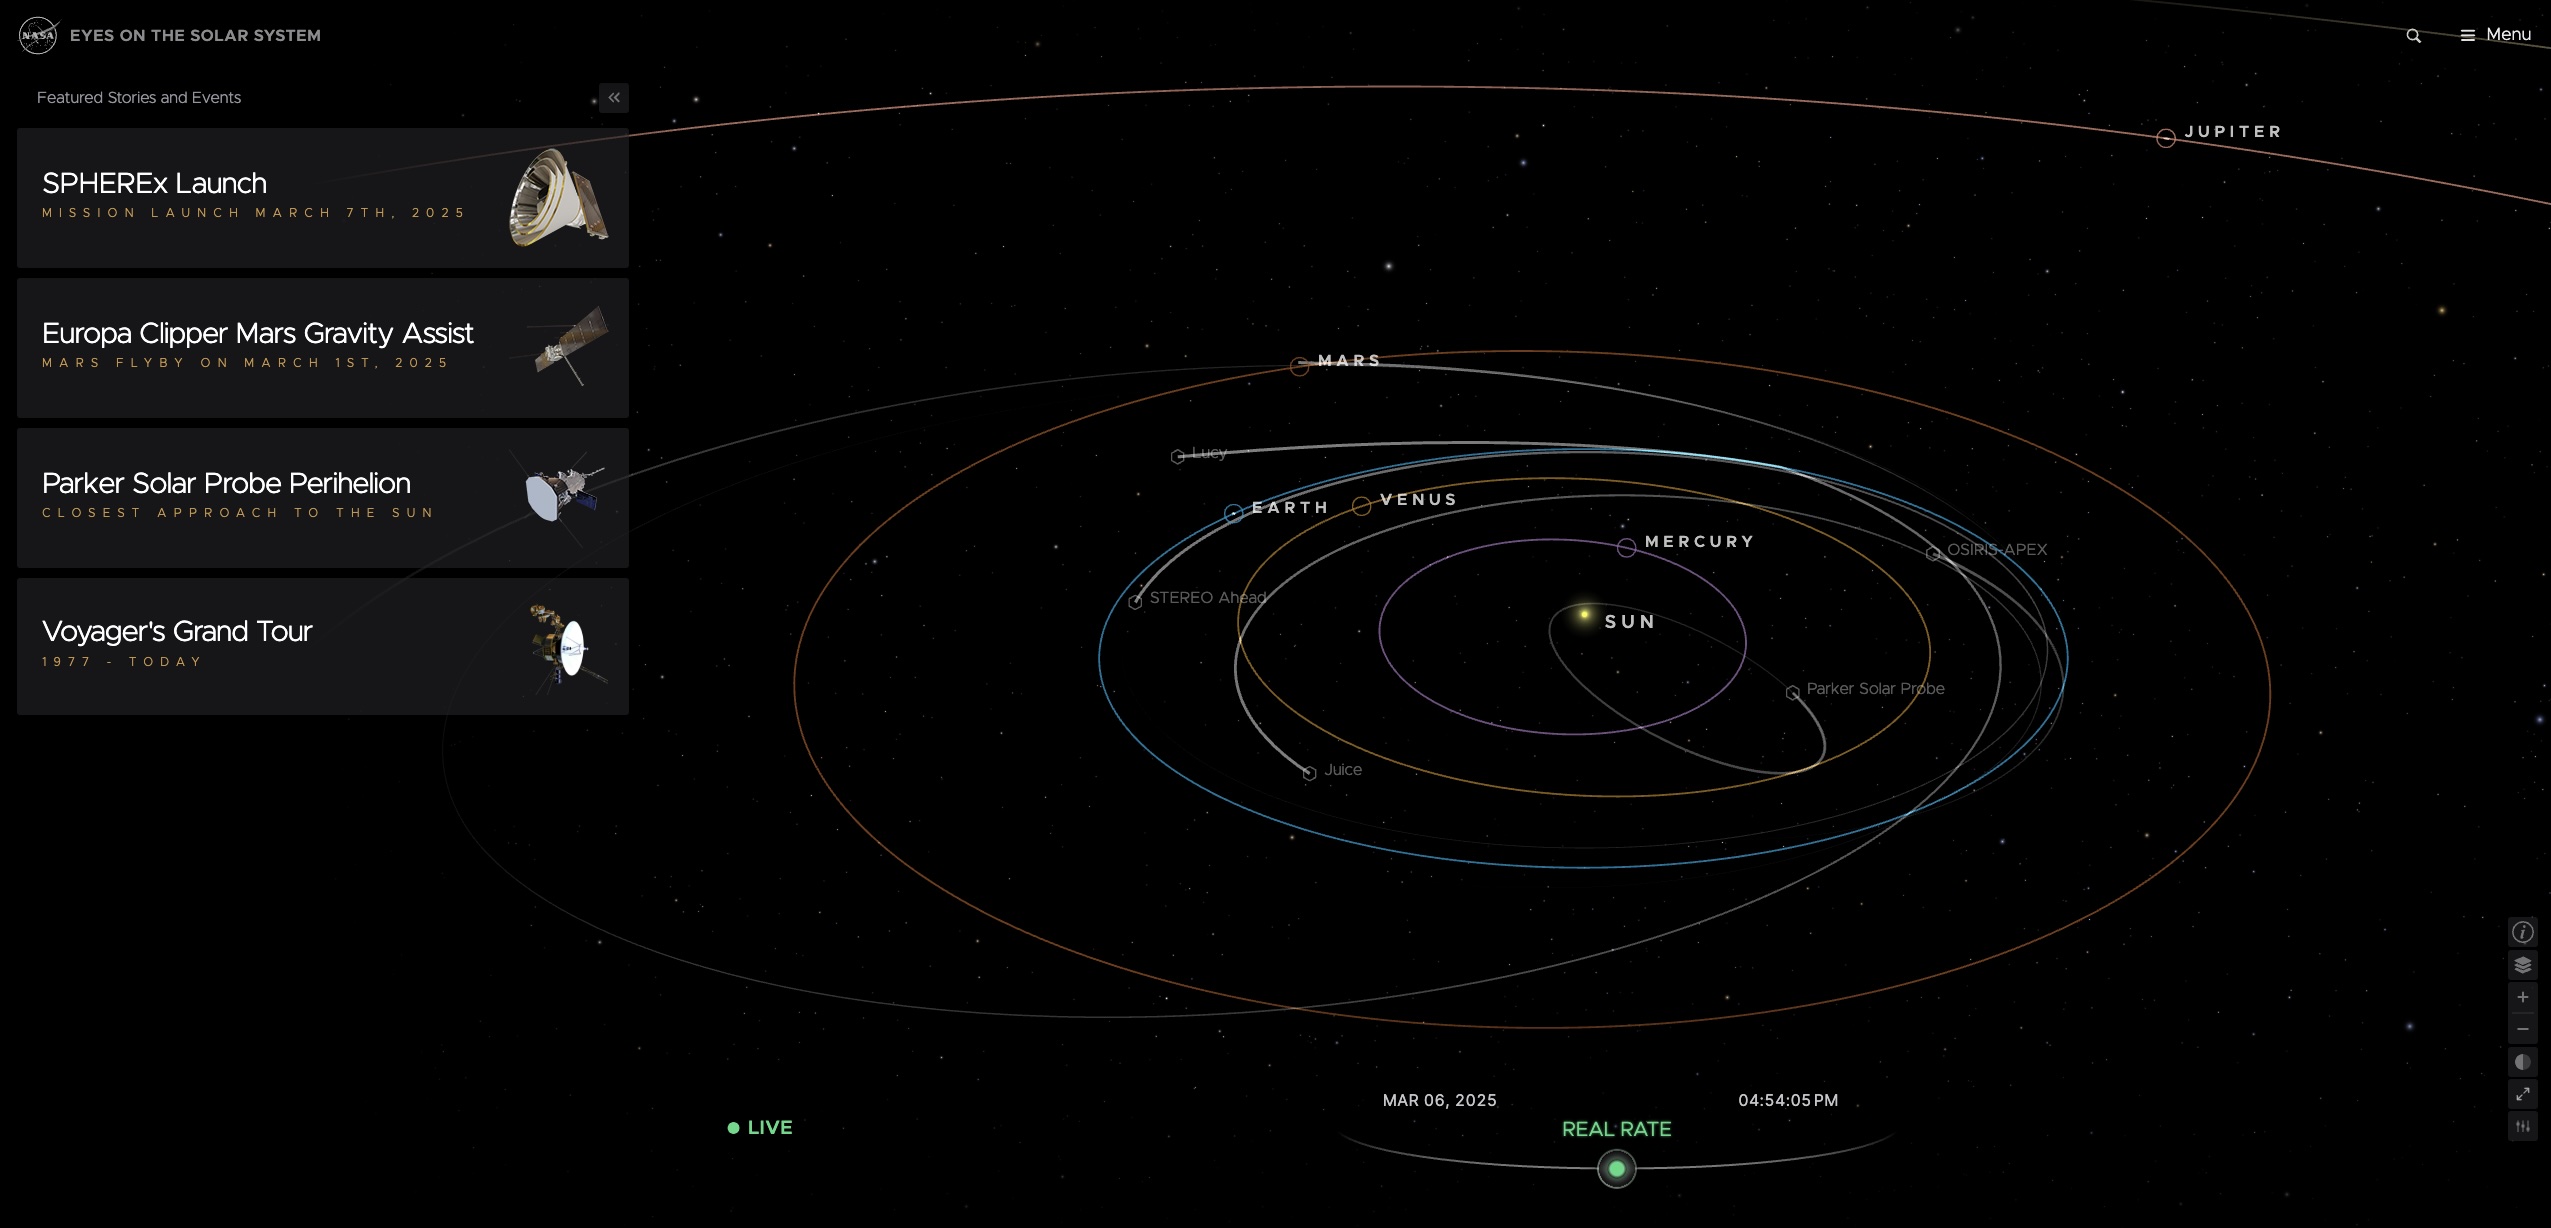 NASA
EYES ON THE SOLAR SYSTEM
Menu
Featured Stories and Events
SPHEREx Launch
MISSION LAUNCH MARCH 7TH, 2025
Europa Clipper Mars Gravity Assist
MARS FLYBY ON MARCH 1ST, 2025
Parker Solar Probe Perihelion
CLOSEST APPROACH TO THE SUN
Voyager's Grand Tour
1977 - TODAY
JUPITER
MARS
Lucy
VENUS
EARTH
MERCURY
OSIRIS-APEX
STEREO Ahead
SUN
Parker Solar Probe
Juice
MAR 06, 2025
04:54:05 PM
LIVE
REAL RATE